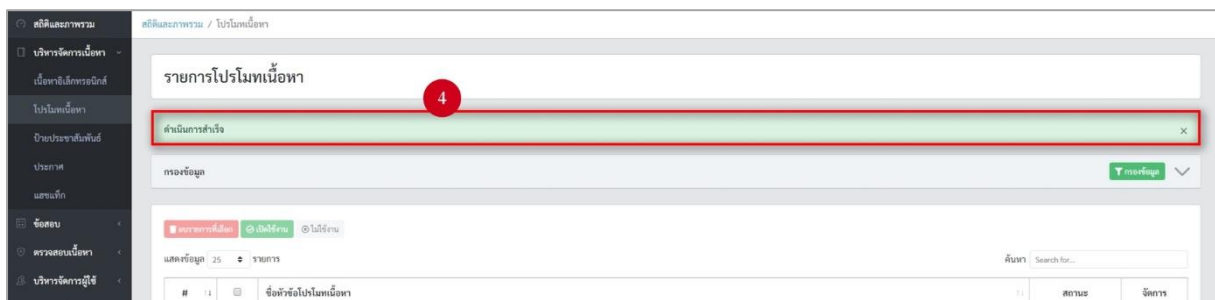 สถิติและภาพรวม
สถิติและภาพรวม / โปรโมทเนื้อหา
บริหารจัดการเนื้อหา
เนื้อหาอิเล็กทรอนิกส์
โปรโมทเนื้อหา
ป้ายประชาสัมพันธ์
ประกาศ
แฮชแท็ก
ข้อสอบ
ตรวจสอบเนื้อหา
บริหารจัดการผู้ใช้
รายการโปรโมทเนื้อหา
4
ดำเนินการสำเร็จ ×
กรองข้อมูล กรองข้อมูล
ลบรายการที่เลือก เปิดใช้งาน ไม่ใช้งาน
แสดงข้อมูล 25 รายการ ค้นหา Search for...
# ชื่อหัวข้อโปรโมทเนื้อหา สถานะ จัดการ